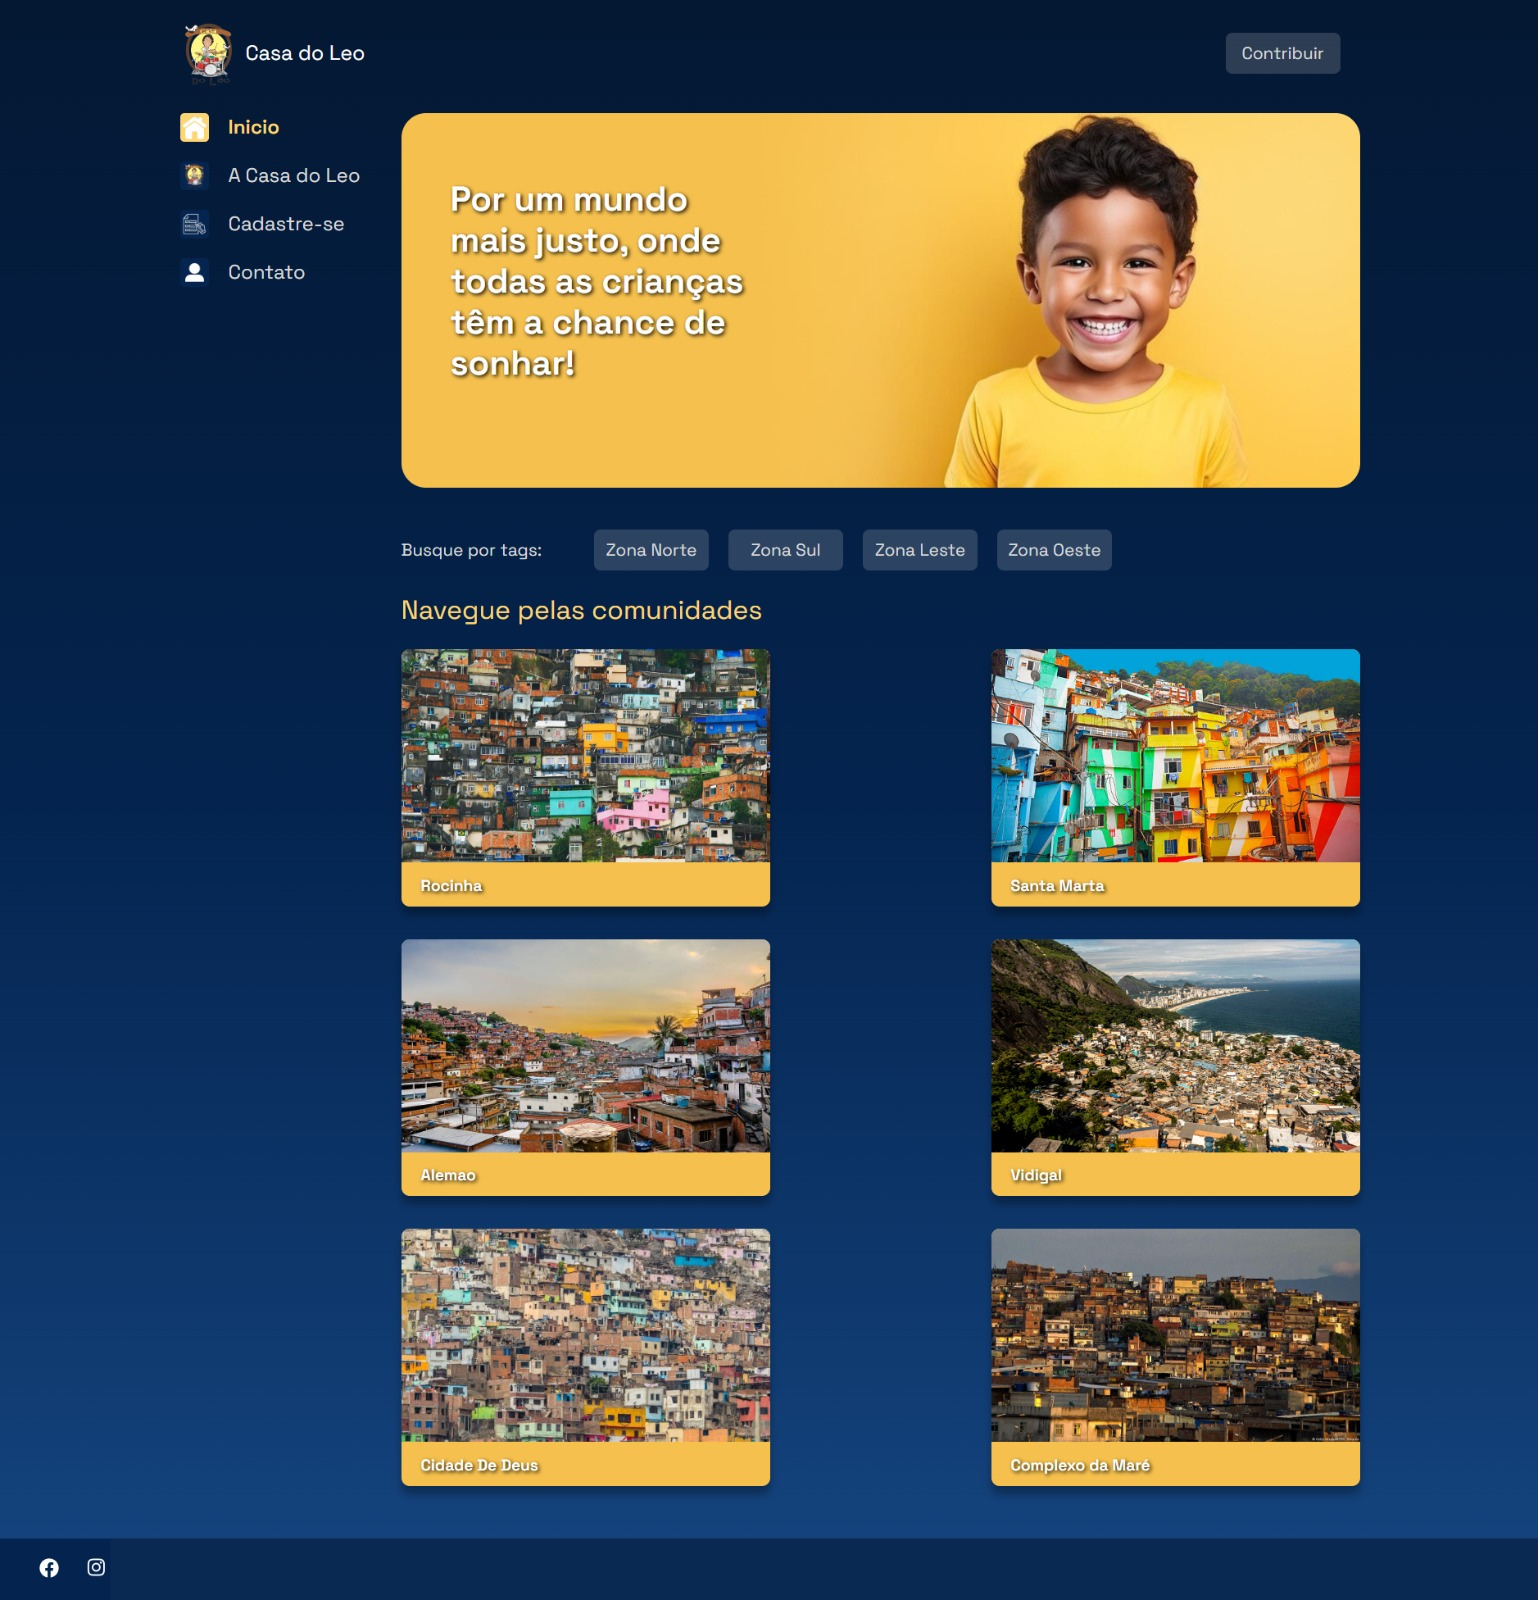 Casa do Leo
Contribuir
Inicio
A Casa do Leo
Cadastre-se
Contato
Por um mundo
mais justo, onde
todas as crianças
têm a chance de
sonhar!
Busque por tags:
Zona Norte
Zona Sul
Zona Leste
Zona Oeste
Navegue pelas comunidades
Rocinha
Santa Marta
Alemao
Vidigal
Cidade De Deus
Complexo da Maré